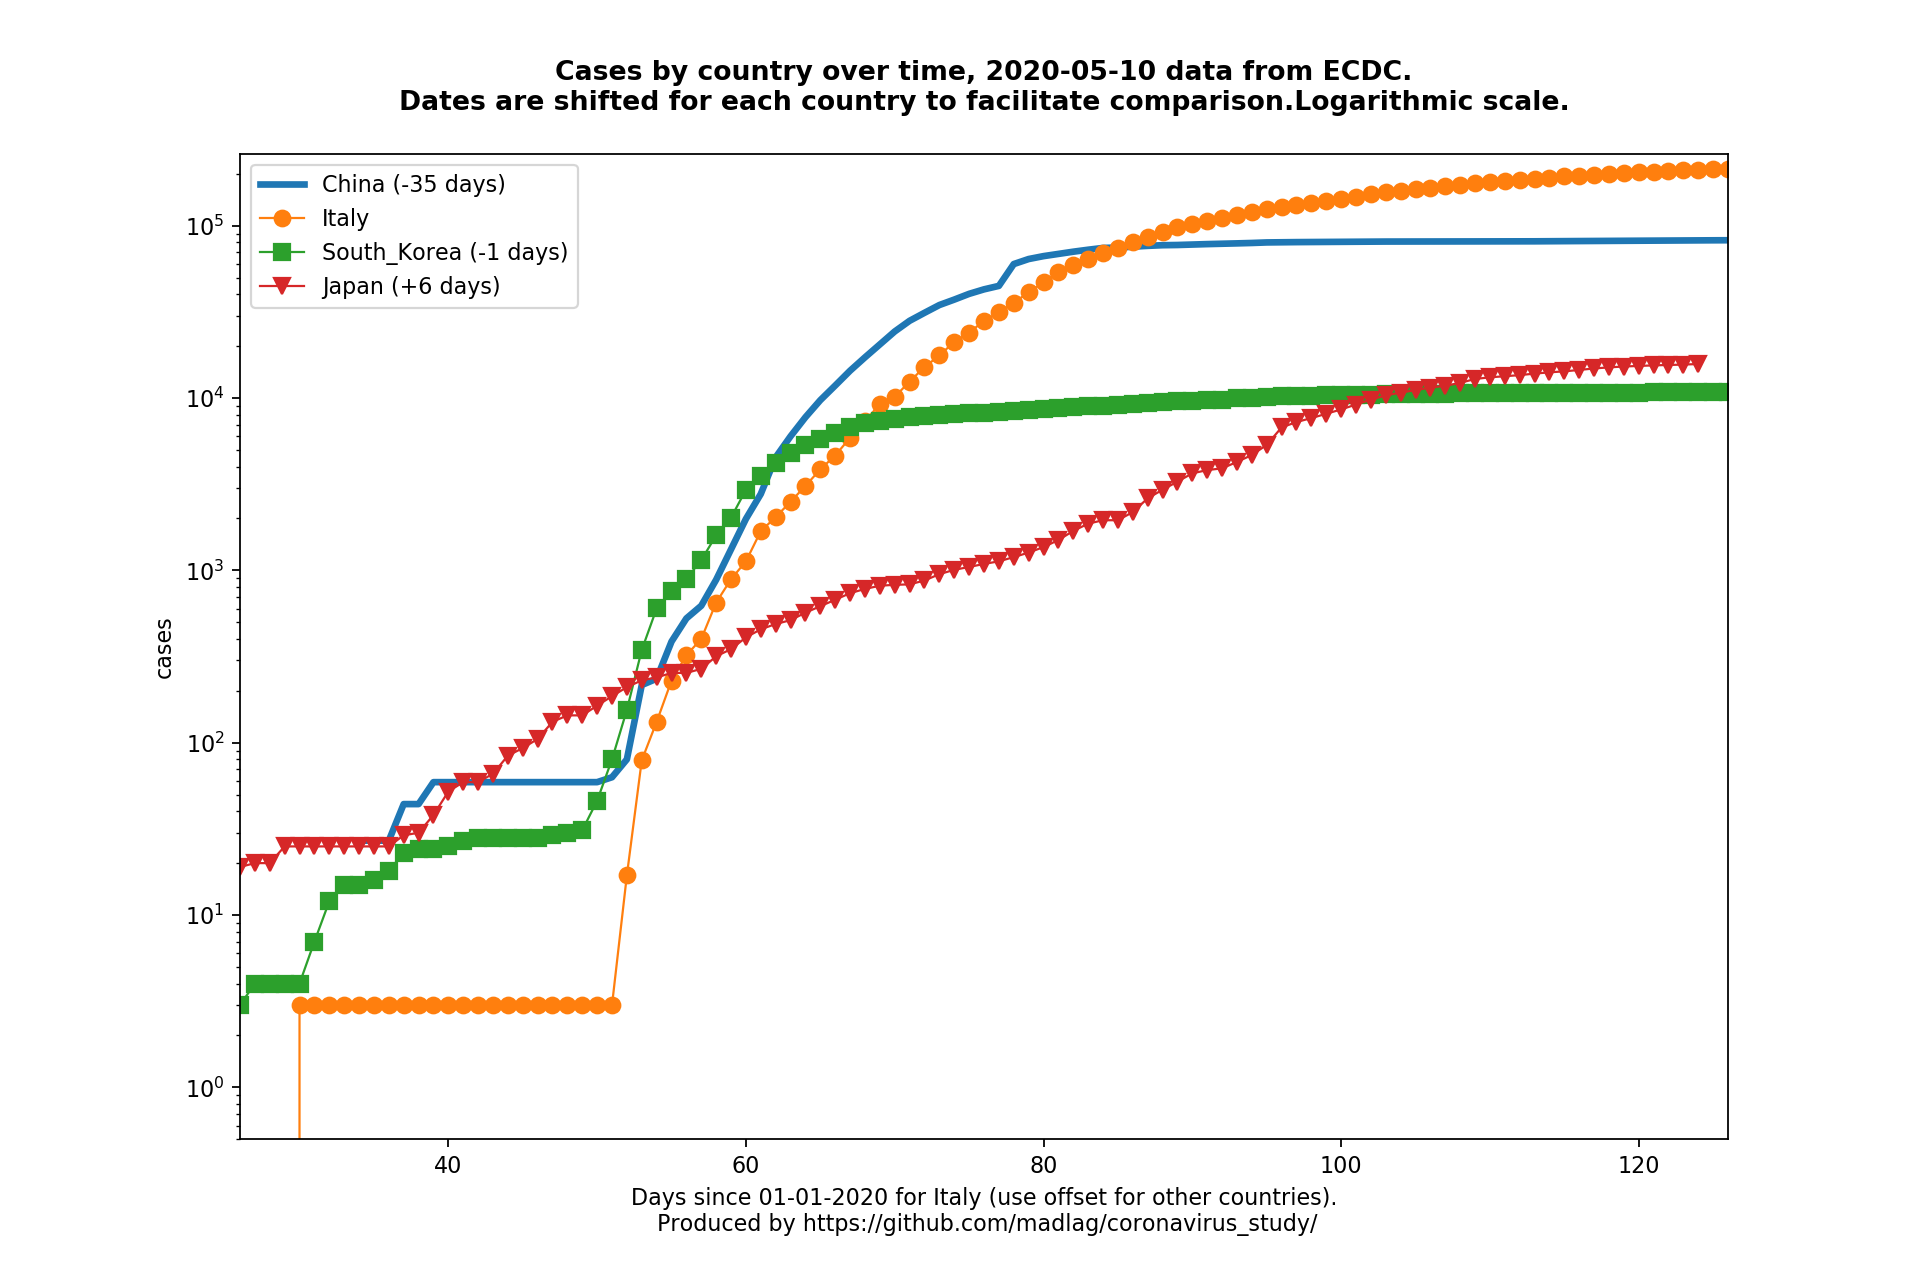 Cases by country over time, 2020-05-10 data from ECDC.
Dates are shifted for each country to facilitate comparison.Logarithmic scale.
China (-35 days)
Italy
South_Korea (-1 days)
Japan (+6 days)
10^5
10^4
10^3
10^2
10^1
10^0
cases
40 60 80 100 120
Days since 01-01-2020 for Italy (use offset for other countries).
Produced by https://github.com/madlag/coronavirus_study/